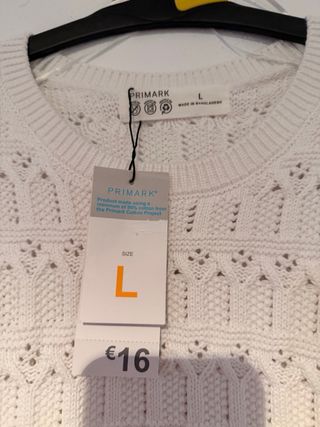 PRIMARK
L
MADE IN BANGLADESH
PRIMARK®
Product made using a
minimum of 50% cotton from
the Primark Cotton Project
SIZE
L
€16